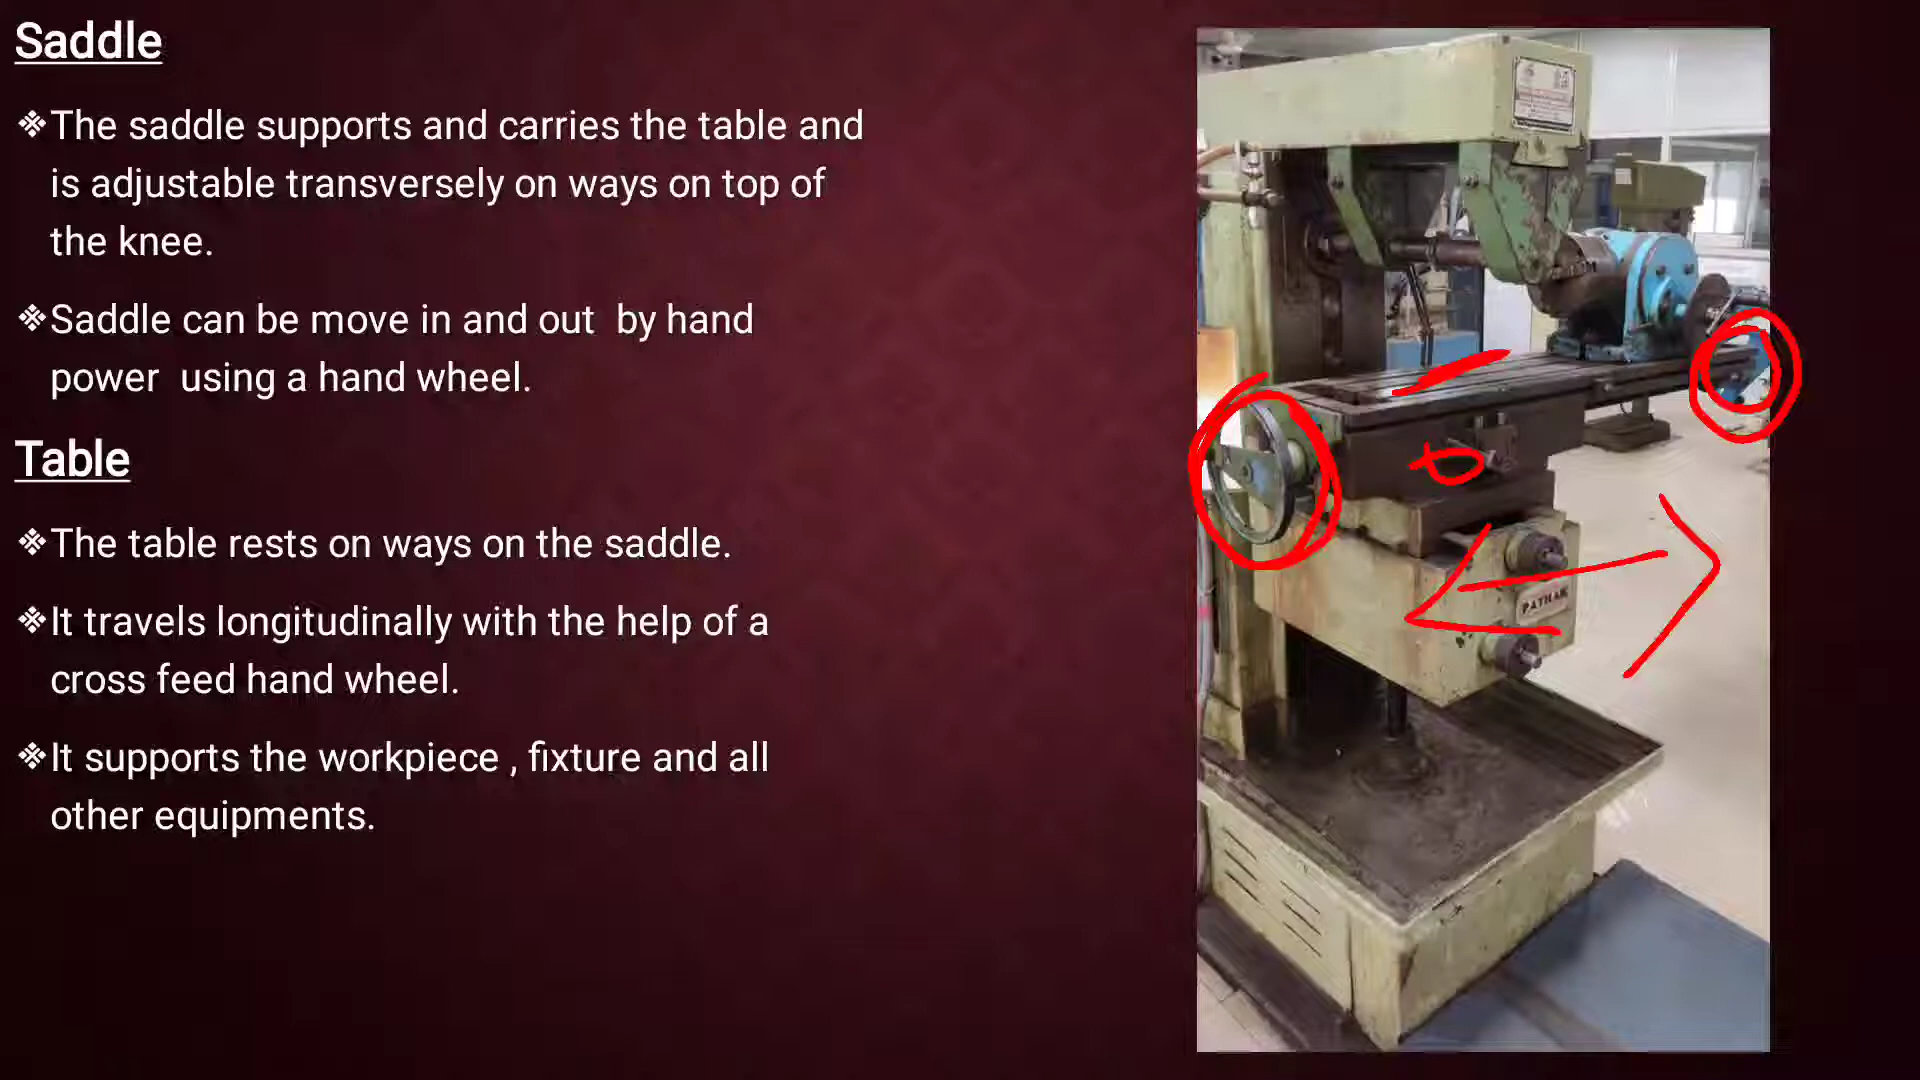 Saddle
❖The saddle supports and carries the table and
is adjustable transversely on ways on top of
the knee.
❖Saddle can be move in and out  by hand
power  using a hand wheel.
Table
❖The table rests on ways on the saddle.
❖It travels longitudinally with the help of a
cross feed hand wheel.
❖It supports the workpiece , fixture and all
other equipments.